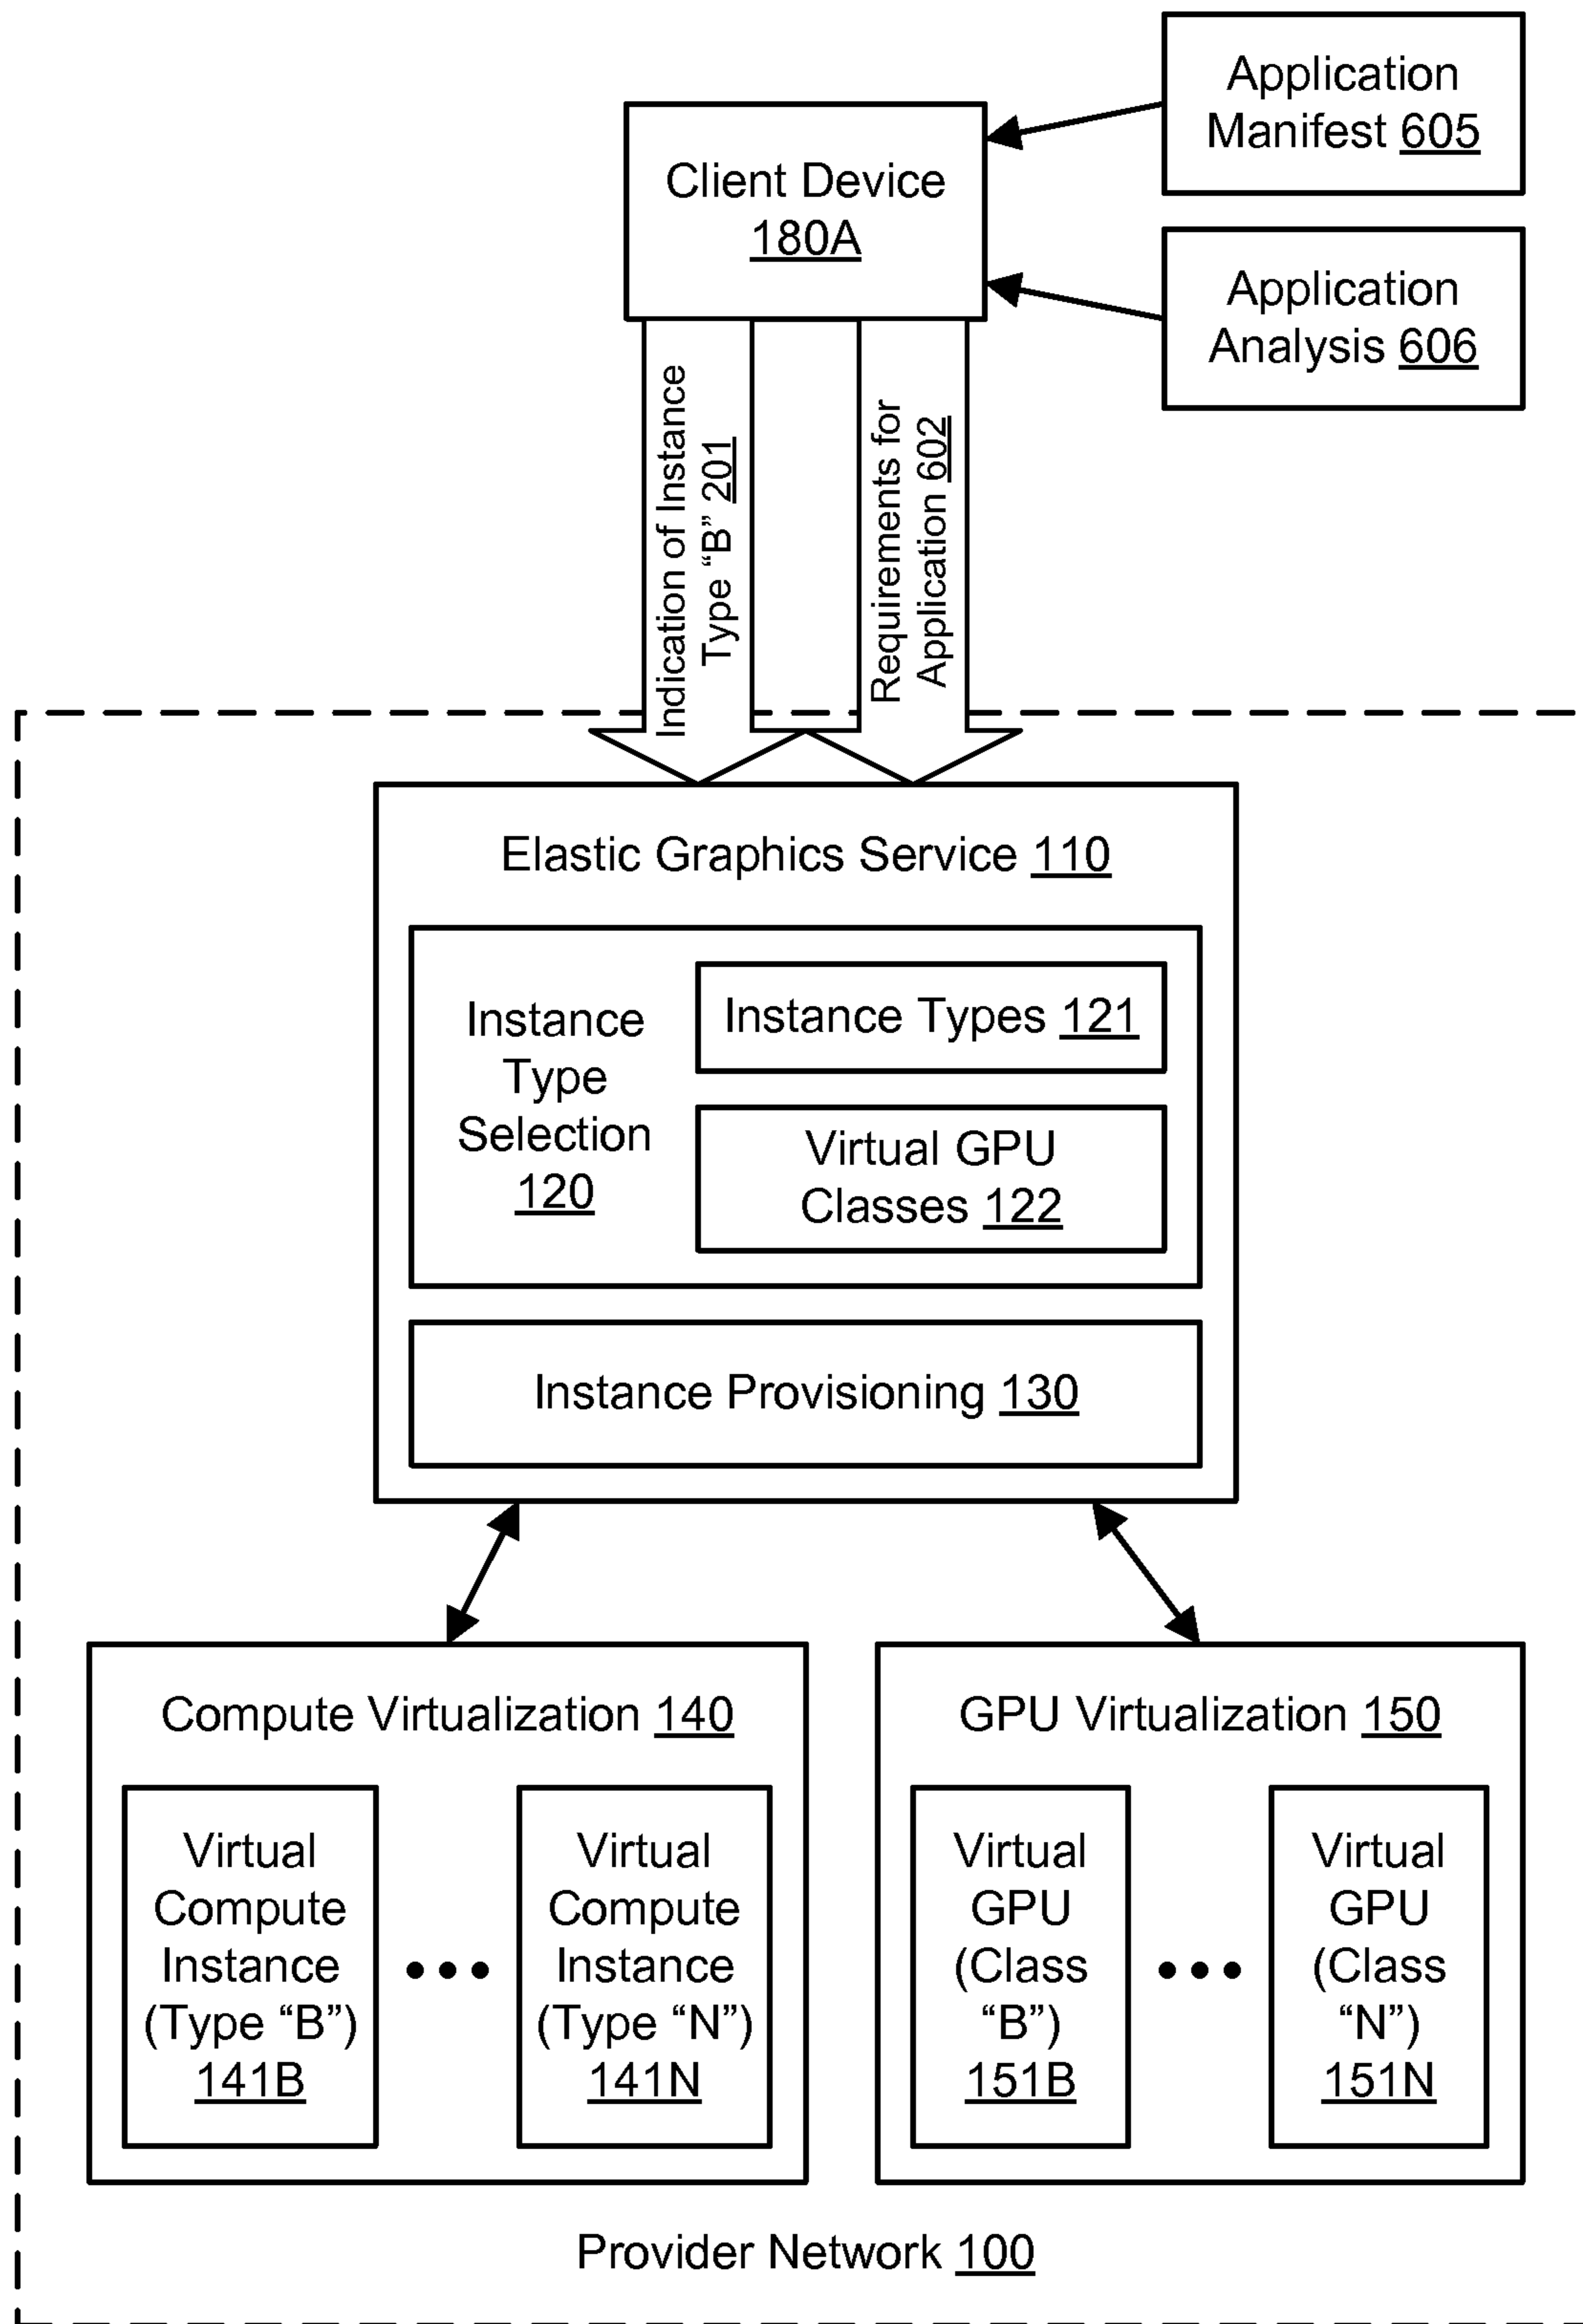 Application
Manifest 605
Client Device
180A
Application
Analysis 606
Indication of Instance
Type “B” 201
Requirements for
Application 602
Elastic Graphics Service 110
Instance
Type
Selection
120
Instance Types 121
Virtual GPU
Classes 122
Instance Provisioning 130
Compute Virtualization 140
Virtual
Compute
Instance
(Type “B”)
141B
Virtual
Compute
Instance
(Type “N”)
141N
GPU Virtualization 150
Virtual
GPU
(Class
“B”)
151B
Virtual
GPU
(Class
“N”)
151N
Provider Network 100